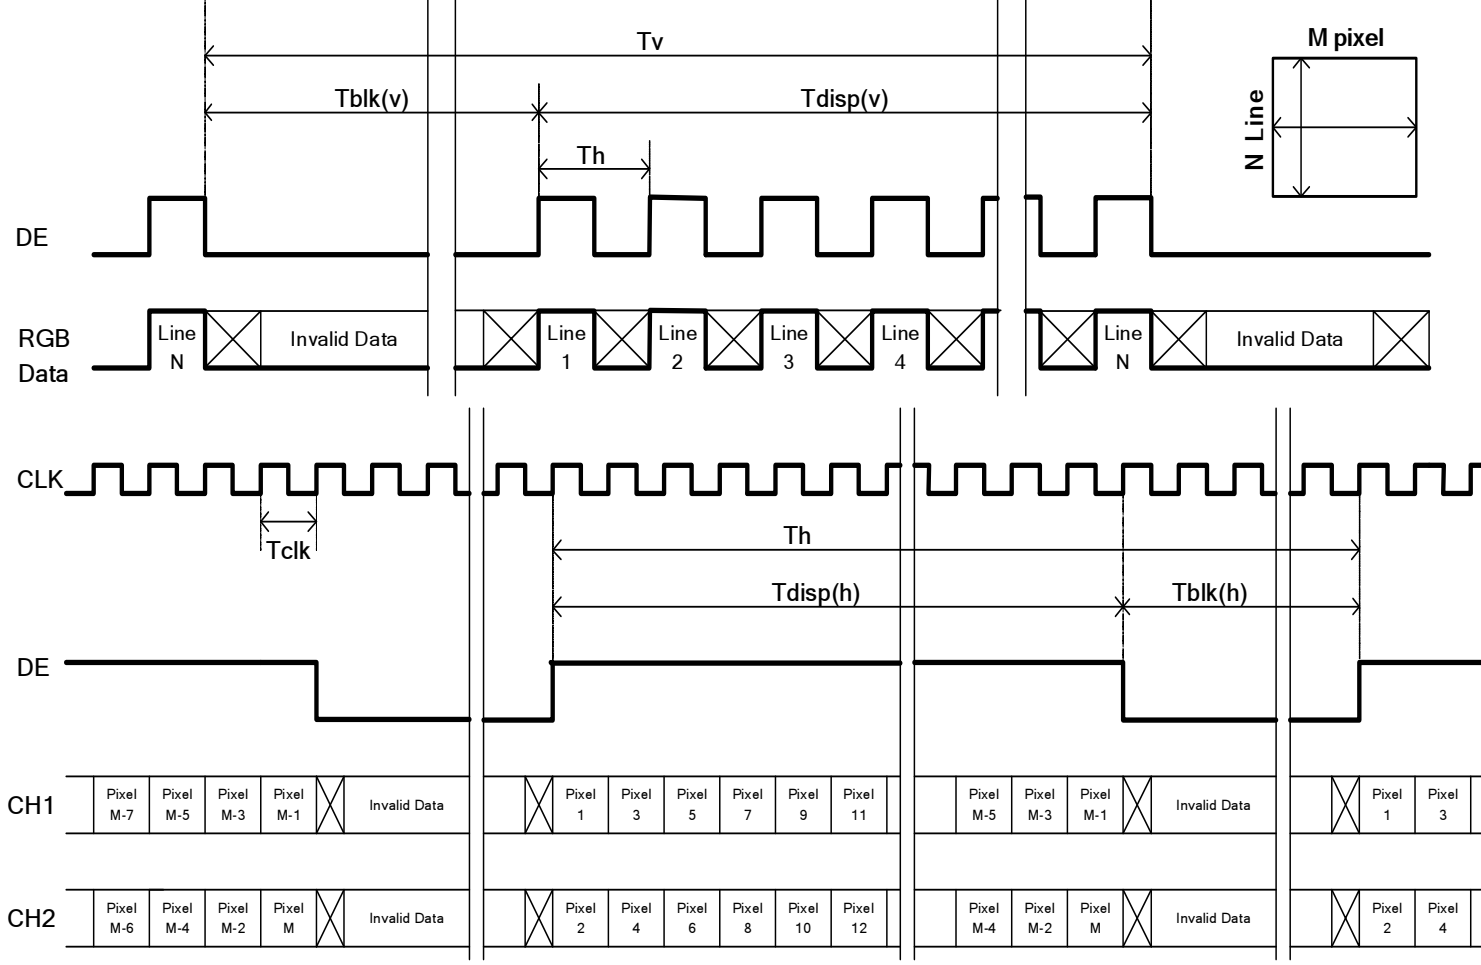 Tv
M pixel
Tblk(v)
Tdisp(v)
N Line
Th
DE
RGB
Data
Line
N
Invalid Data
Line
1
Line
2
Line
3
Line
4
Line
N
Invalid Data
CLK
Tclk
Th
Tdisp(h)
Tblk(h)
DE
CH1
Pixel
M-7
Pixel
M-5
Pixel
M-3
Pixel
M-1
Invalid Data
Pixel
1
Pixel
3
Pixel
5
Pixel
7
Pixel
9
Pixel
11
Pixel
M-5
Pixel
M-3
Pixel
M-1
Invalid Data
Pixel
1
Pixel
3
CH2
Pixel
M-6
Pixel
M-4
Pixel
M-2
Pixel
M
Invalid Data
Pixel
2
Pixel
4
Pixel
6
Pixel
8
Pixel
10
Pixel
12
Pixel
M-4
Pixel
M-2
Pixel
M
Invalid Data
Pixel
2
Pixel
4